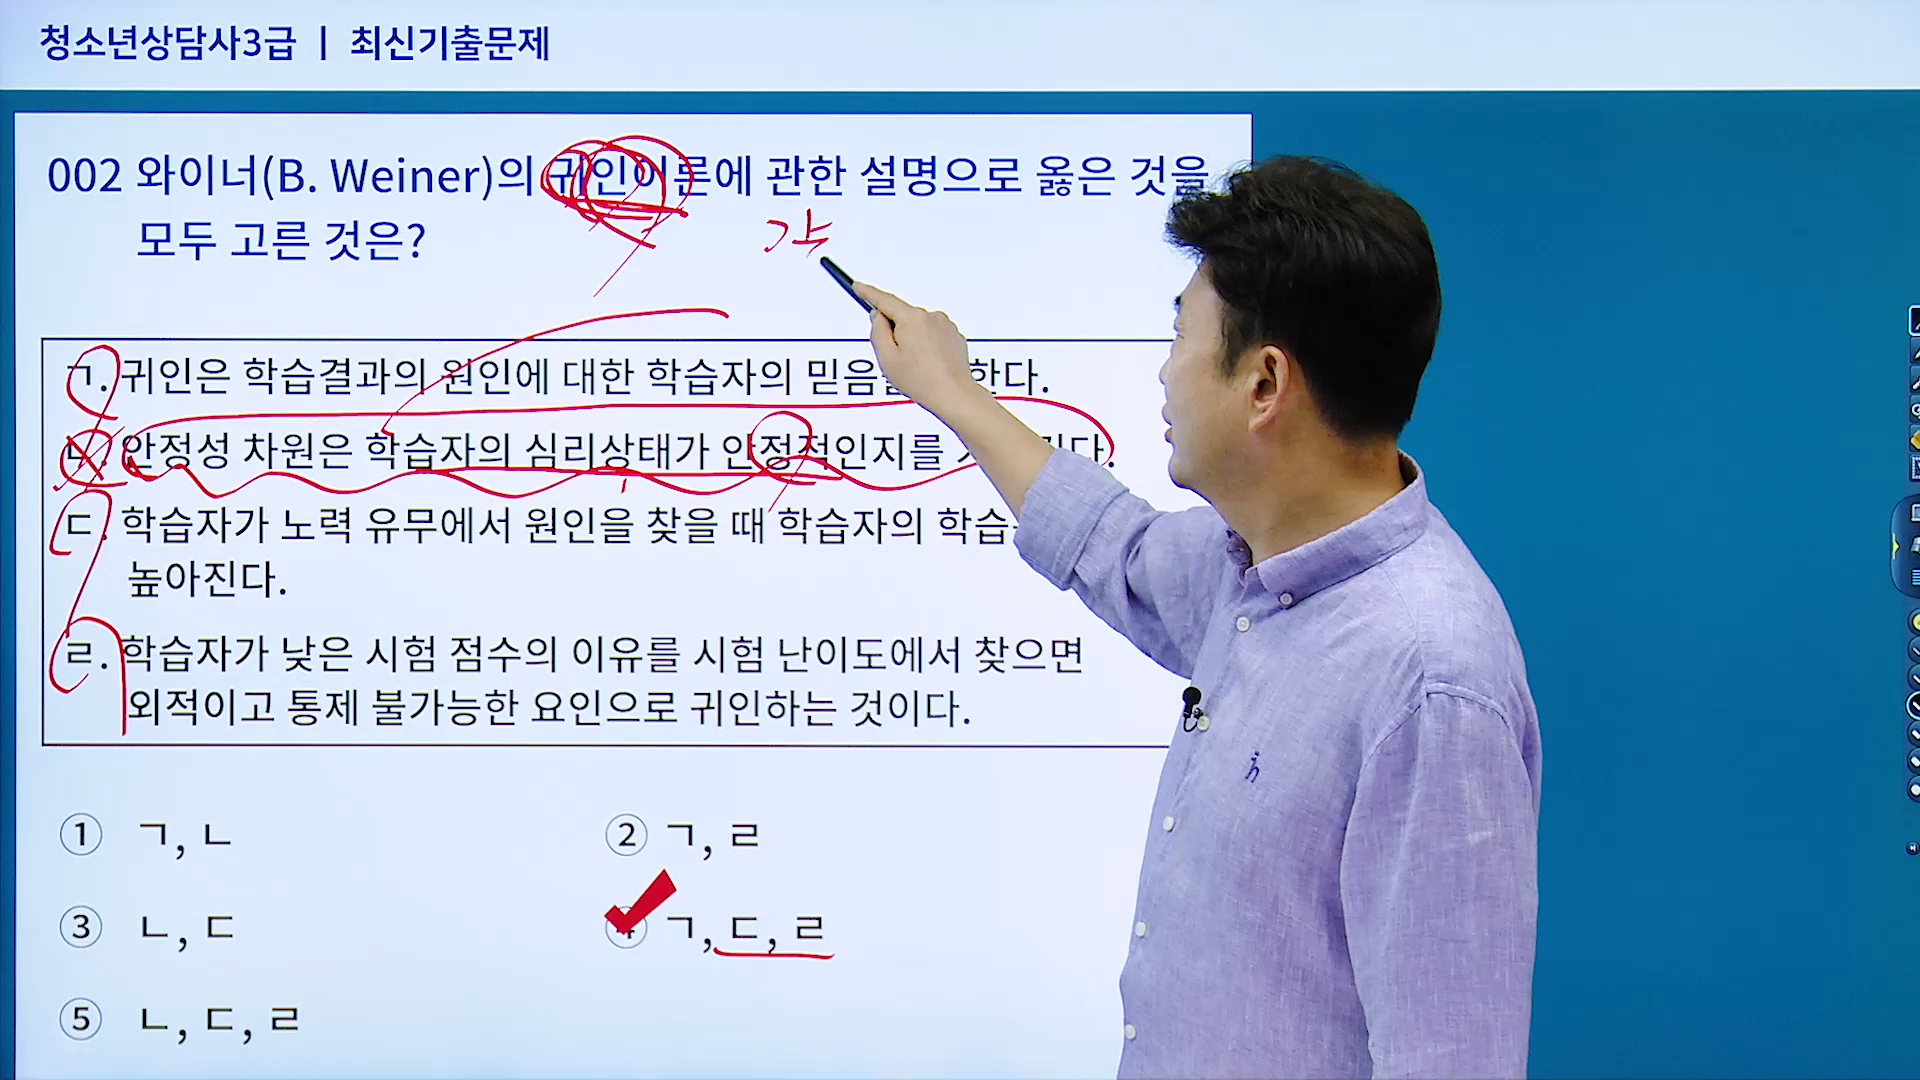 청소년상담사3급 | 최신기출문제
002 와이너(B. Weiner)의 귀인이론에 관한 설명으로 옳은 것을
모두 고른 것은?
ㄱ. 귀인은 학습결과의 원인에 대한 학습자의 믿음을 한다.
ㄴ. 안정성 차원은 학습자의 심리상태가 안정적인지를 다.
ㄷ. 학습자가 노력 유무에서 원인을 찾을 때 학습자의 학습
높아진다.
ㄹ. 학습자가 낮은 시험 점수의 이유를 시험 난이도에서 찾으면
외적이고 통제 불가능한 요인으로 귀인하는 것이다.
① ㄱ, ㄴ
② ㄱ, ㄹ
③ ㄴ, ㄷ
④ ㄱ, ㄷ, ㄹ
⑤ ㄴ, ㄷ, ㄹ